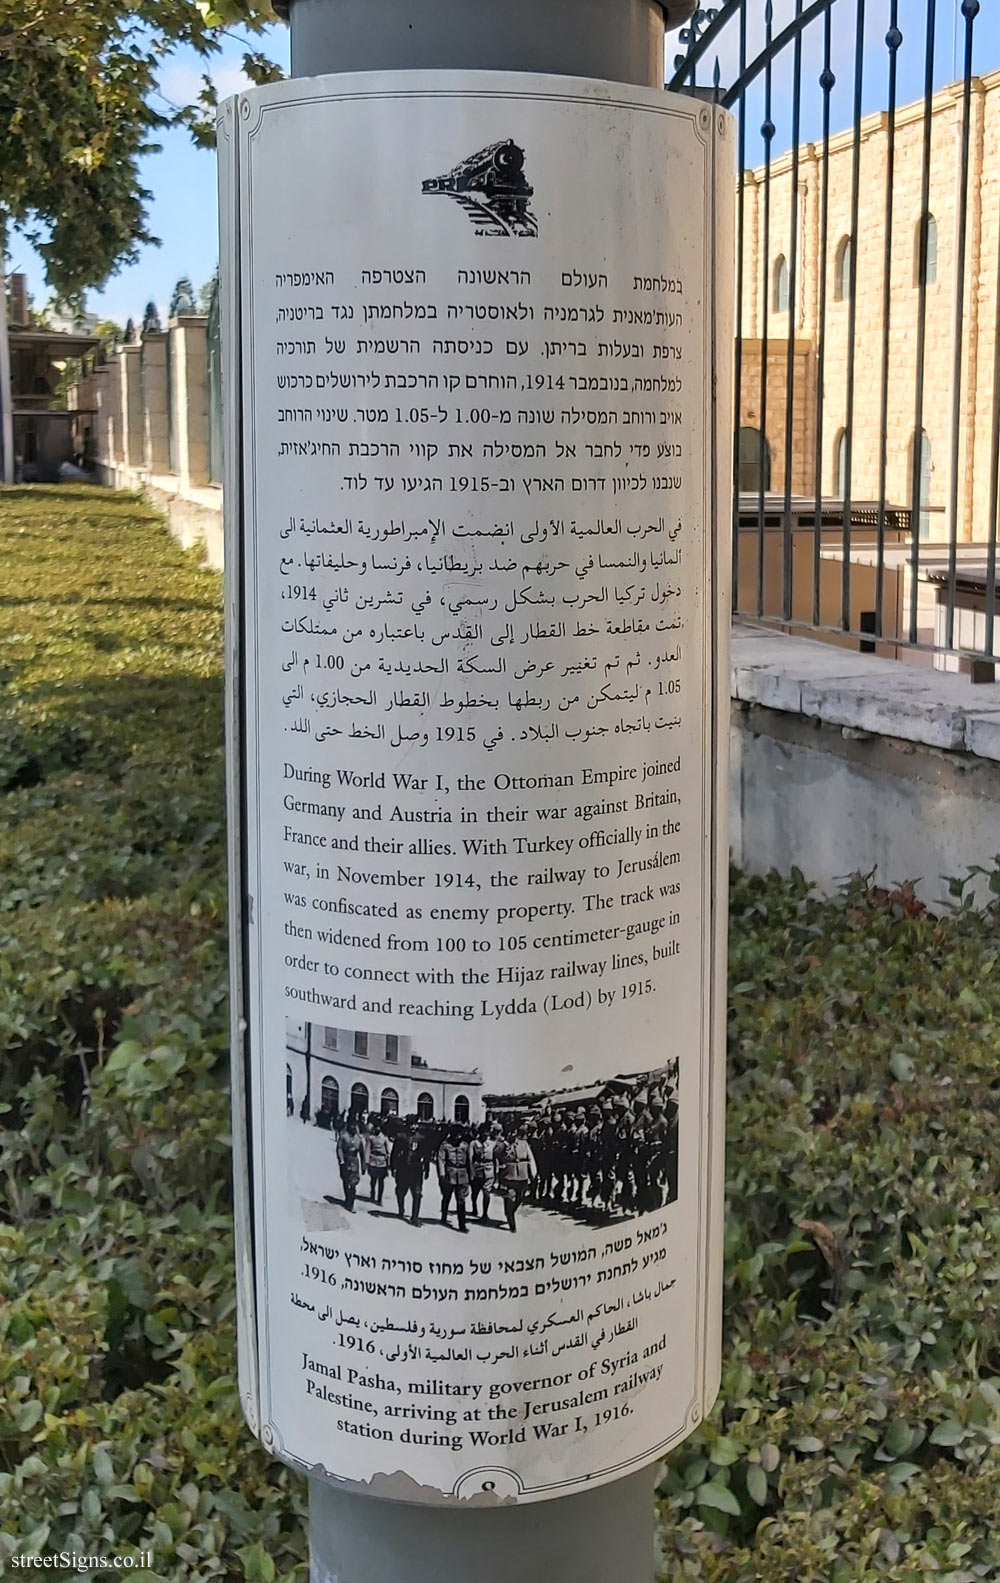 במלחמת העולם הראשונה הצטרפה האימפריה
העות'מאנית לגרמניה ולאוסטריה במלחמתן נגד בריטניה,
צרפת ובעלות בריתן. עם כניסתה הרשמית של תורכיה
למלחמה, בנובמבר 1914, הוחרם קו הרכבת לירושלים כרכוש
אויב ורוחב המסילה שונה מ-1.00 ל-1.05 מטר. שינוי הרוחב
בוצע כדי לחבר אל המסילה את קווי הרכבת החיג'אזית,
שנבנו לכיוון דרום הארץ וב-1915 הגיעו עד לוד.
في الحرب العالمية الأولى انضمت الإمبراطورية العثمانية الى
ألمانيا والنمسا في حربهم ضد بريطانيا، فرنسا وحليفاتها. مع
دخول تركيا الحرب بشكل رسمي، في تشرين ثاني 1914،
تمت مقاطعة خط القطار إلى القدس باعتباره من ممتلكات
العدو. ثم تم تغيير عرض السكة الحديدية من 1.00 م الى
1.05 م ليتمكن من ربطها بخطوط القطار الحجازي، التي
بنيت باتجاه جنوب البلاد. في 1915 وصل الخط حتى اللد.
During World War I, the Ottoman Empire joined
Germany and Austria in their war against Britain,
France and their allies. With Turkey officially in the
war, in November 1914, the railway to Jerusalem
was confiscated as enemy property. The track was
then widened from 100 to 105 centimeter-gauge in
order to connect with the Hijaz railway lines, built
southward and reaching Lydda (Lod) by 1915.
ג'מאל פשה, המושל הצבאי של מחוז סוריה וארץ ישראל,
מגיע לתחנת ירושלים במלחמת העולם הראשונה, 1916.
جمال باشا، الحاكم العسكري لمحافظة سورية وفلسطين، يصل الى محطة
القطار في القدس أثناء الحرب العالمية الأولى، 1916.
Jamal Pasha, military governor of Syria and
Palestine, arriving at the Jerusalem railway
station during World War I, 1916.
8
streetSigns.co.il